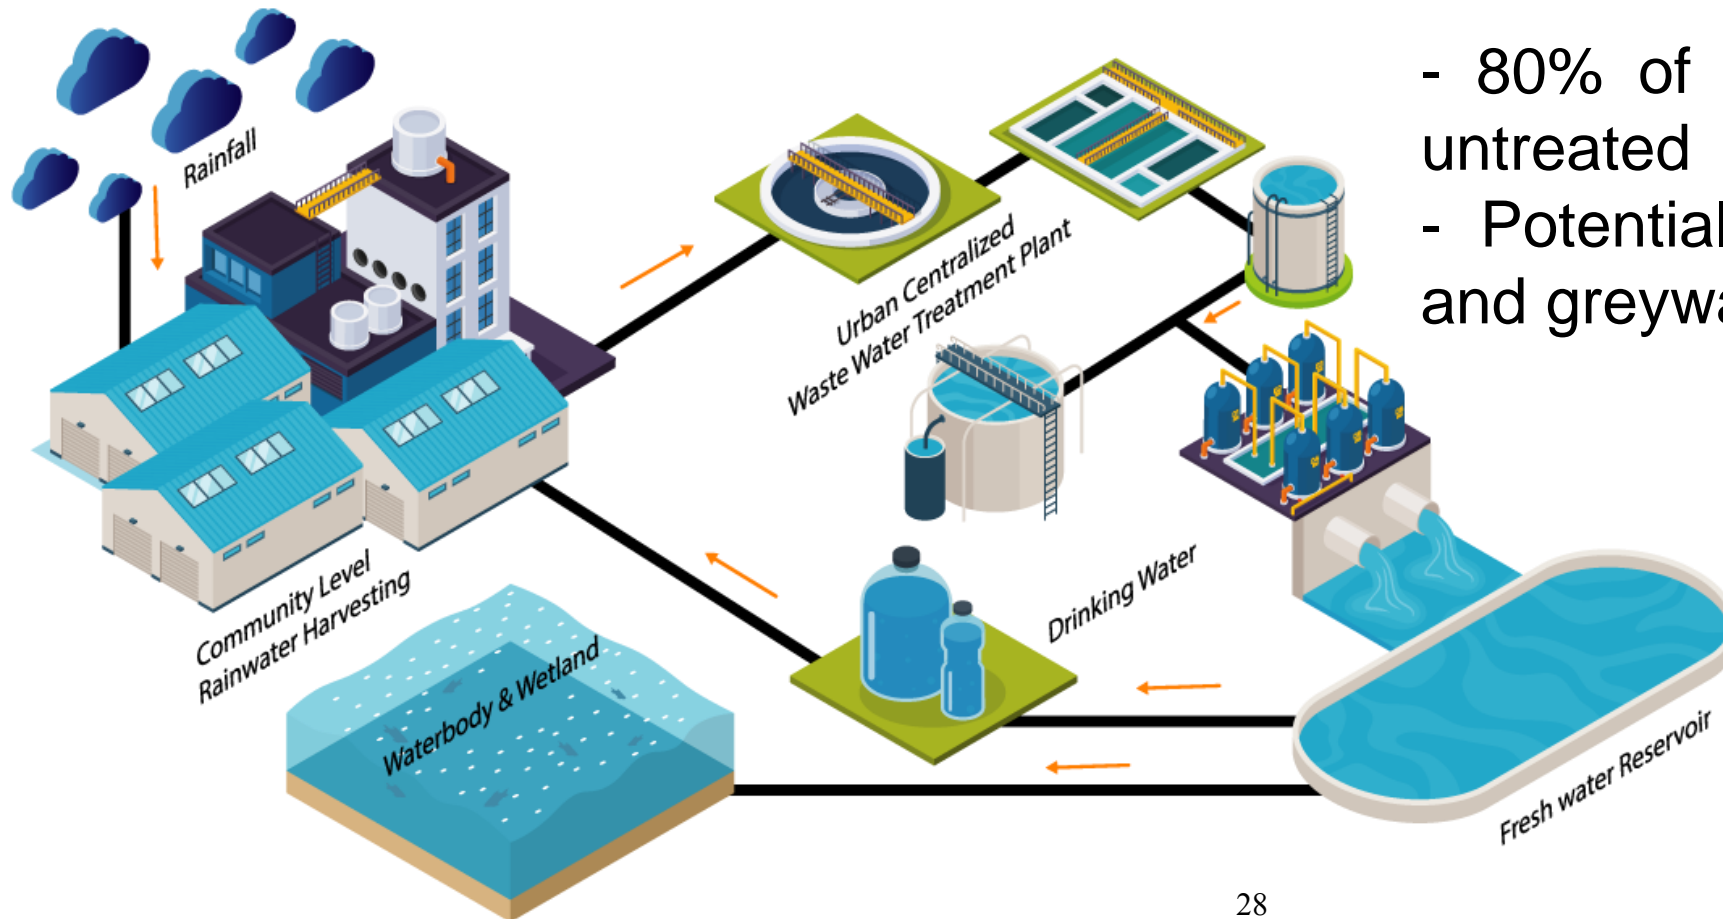 - 80% of
untreated
- Potential
and greywa
Rainfall
Urban Centralized
Waste Water Treatment Plant
Community Level
Rainwater Harvesting
Drinking Water
Waterbody & Wetland
Fresh water Reservoir
28